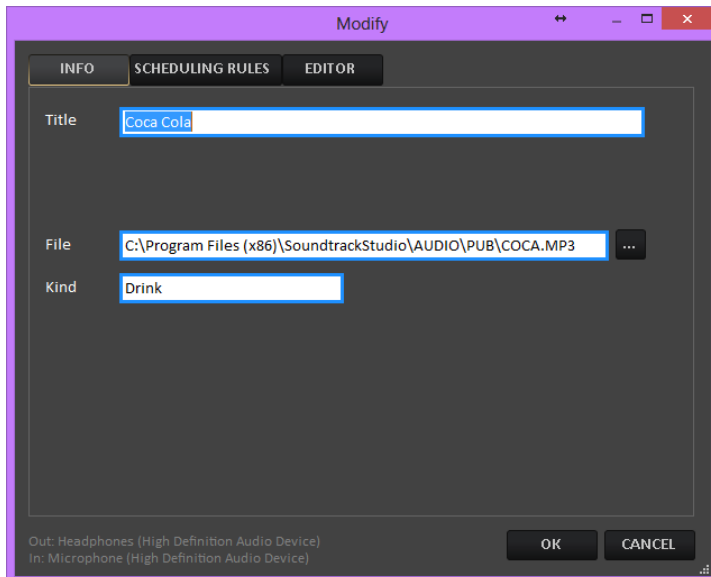 Modify
INFO SCHEDULING RULES EDITOR
Title Coca Cola
File C:\Program Files (x86)\SoundtrackStudio\AUDIO\PUB\COCA.MP3 ...
Kind Drink
Out: Headphones (High Definition Audio Device)
In: Microphone (High Definition Audio Device)
OK CANCEL